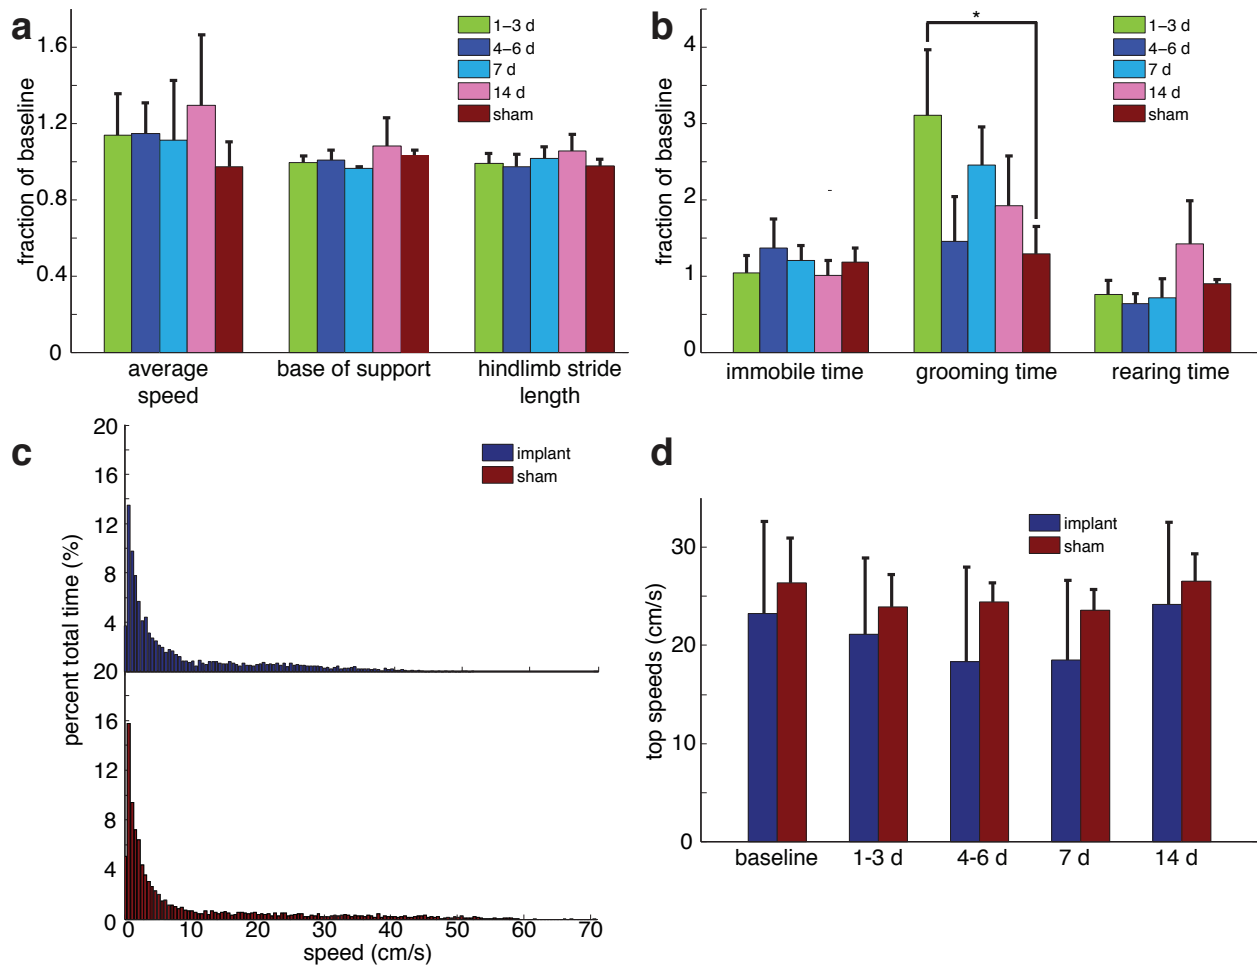 a
fraction of baseline
1.6
1.2
0.8
0.4
0
1–3 d
4–6 d
7 d
14 d
sham
average
speed
base of support
hindlimb stride
length
b
fraction of baseline
4
3
2
1
0
*
1–3 d
4–6 d
7 d
14 d
sham
immobile time
grooming time
rearing time
c
percent total time (%)
20
16
12
8
4
20
16
12
8
4
0
implant
sham
0
10
20
30
40
50
60
70
speed (cm/s)
d
top speeds (cm/s)
30
20
10
0
implant
sham
baseline
1-3 d
4-6 d
7 d
14 d